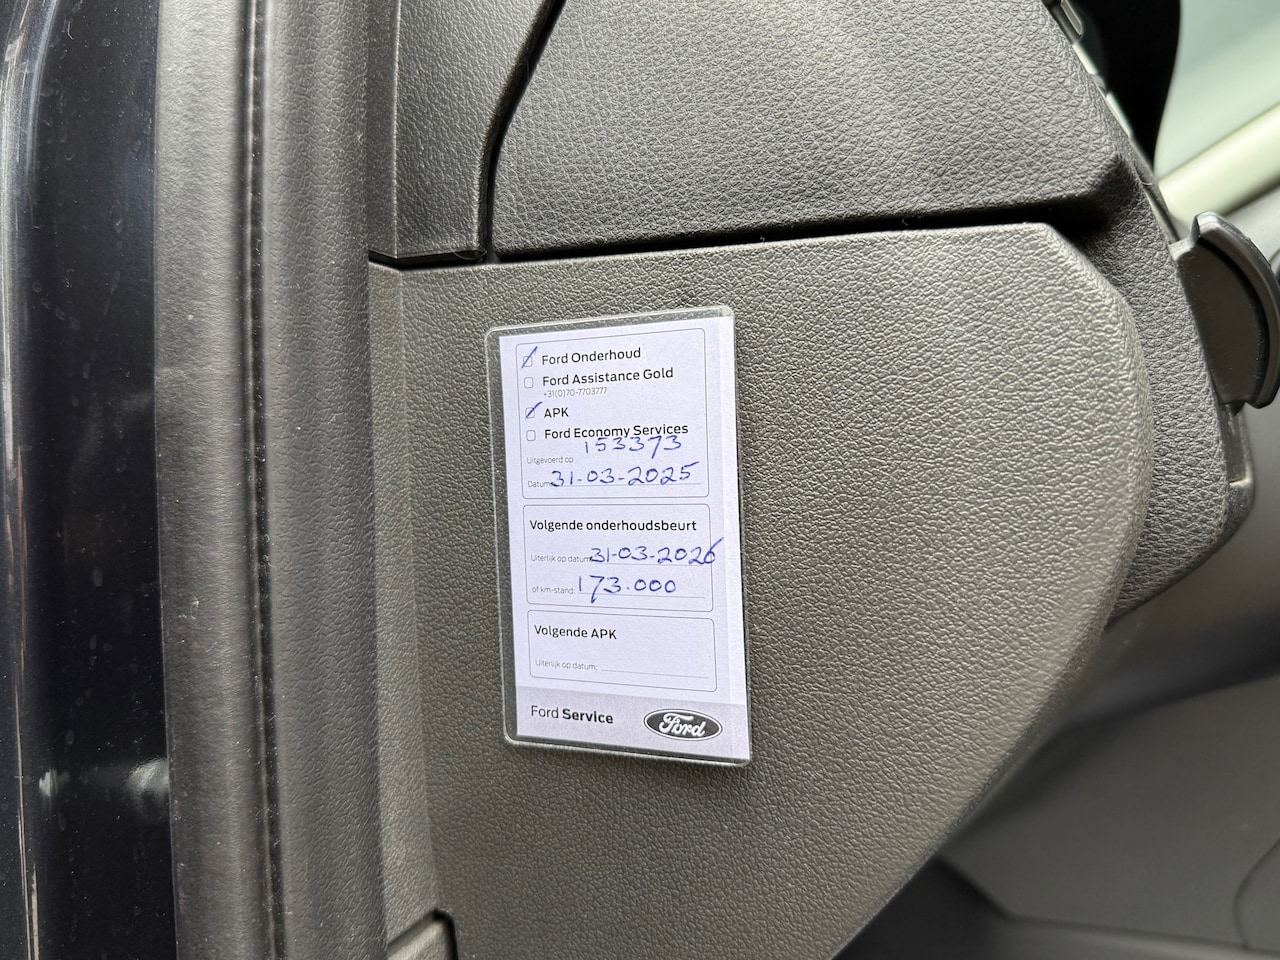 Ford Onderhoud
Ford Assistance Gold
+31(0)70-7703777
APK
Ford Economy Services
153373
Uitgevoerd op
Datum: 31-03-2025
Volgende onderhoudsbeurt
Uiterlijk op datum: 31-03-2026
of km-stand: 173.000
Volgende APK
Uiterlijk op datum:
Ford Service
Ford